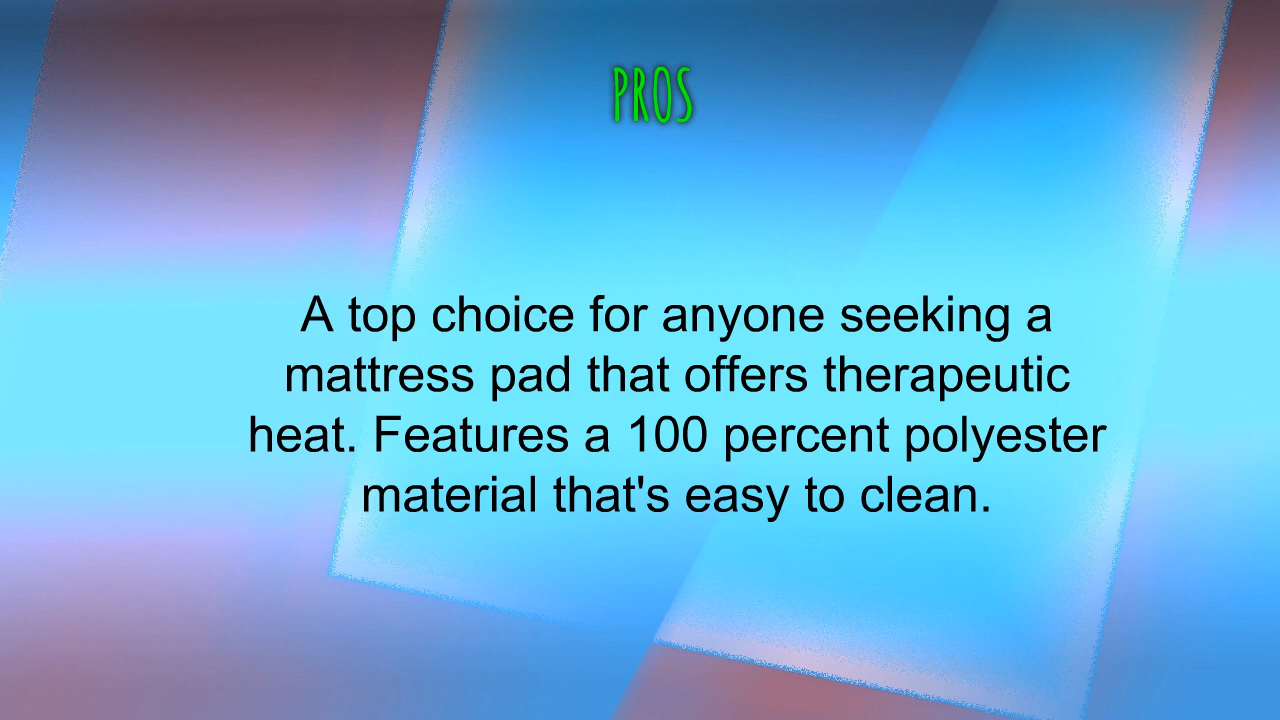 PROS
A top choice for anyone seeking a
mattress pad that offers therapeutic
heat. Features a 100 percent polyester
material that's easy to clean.